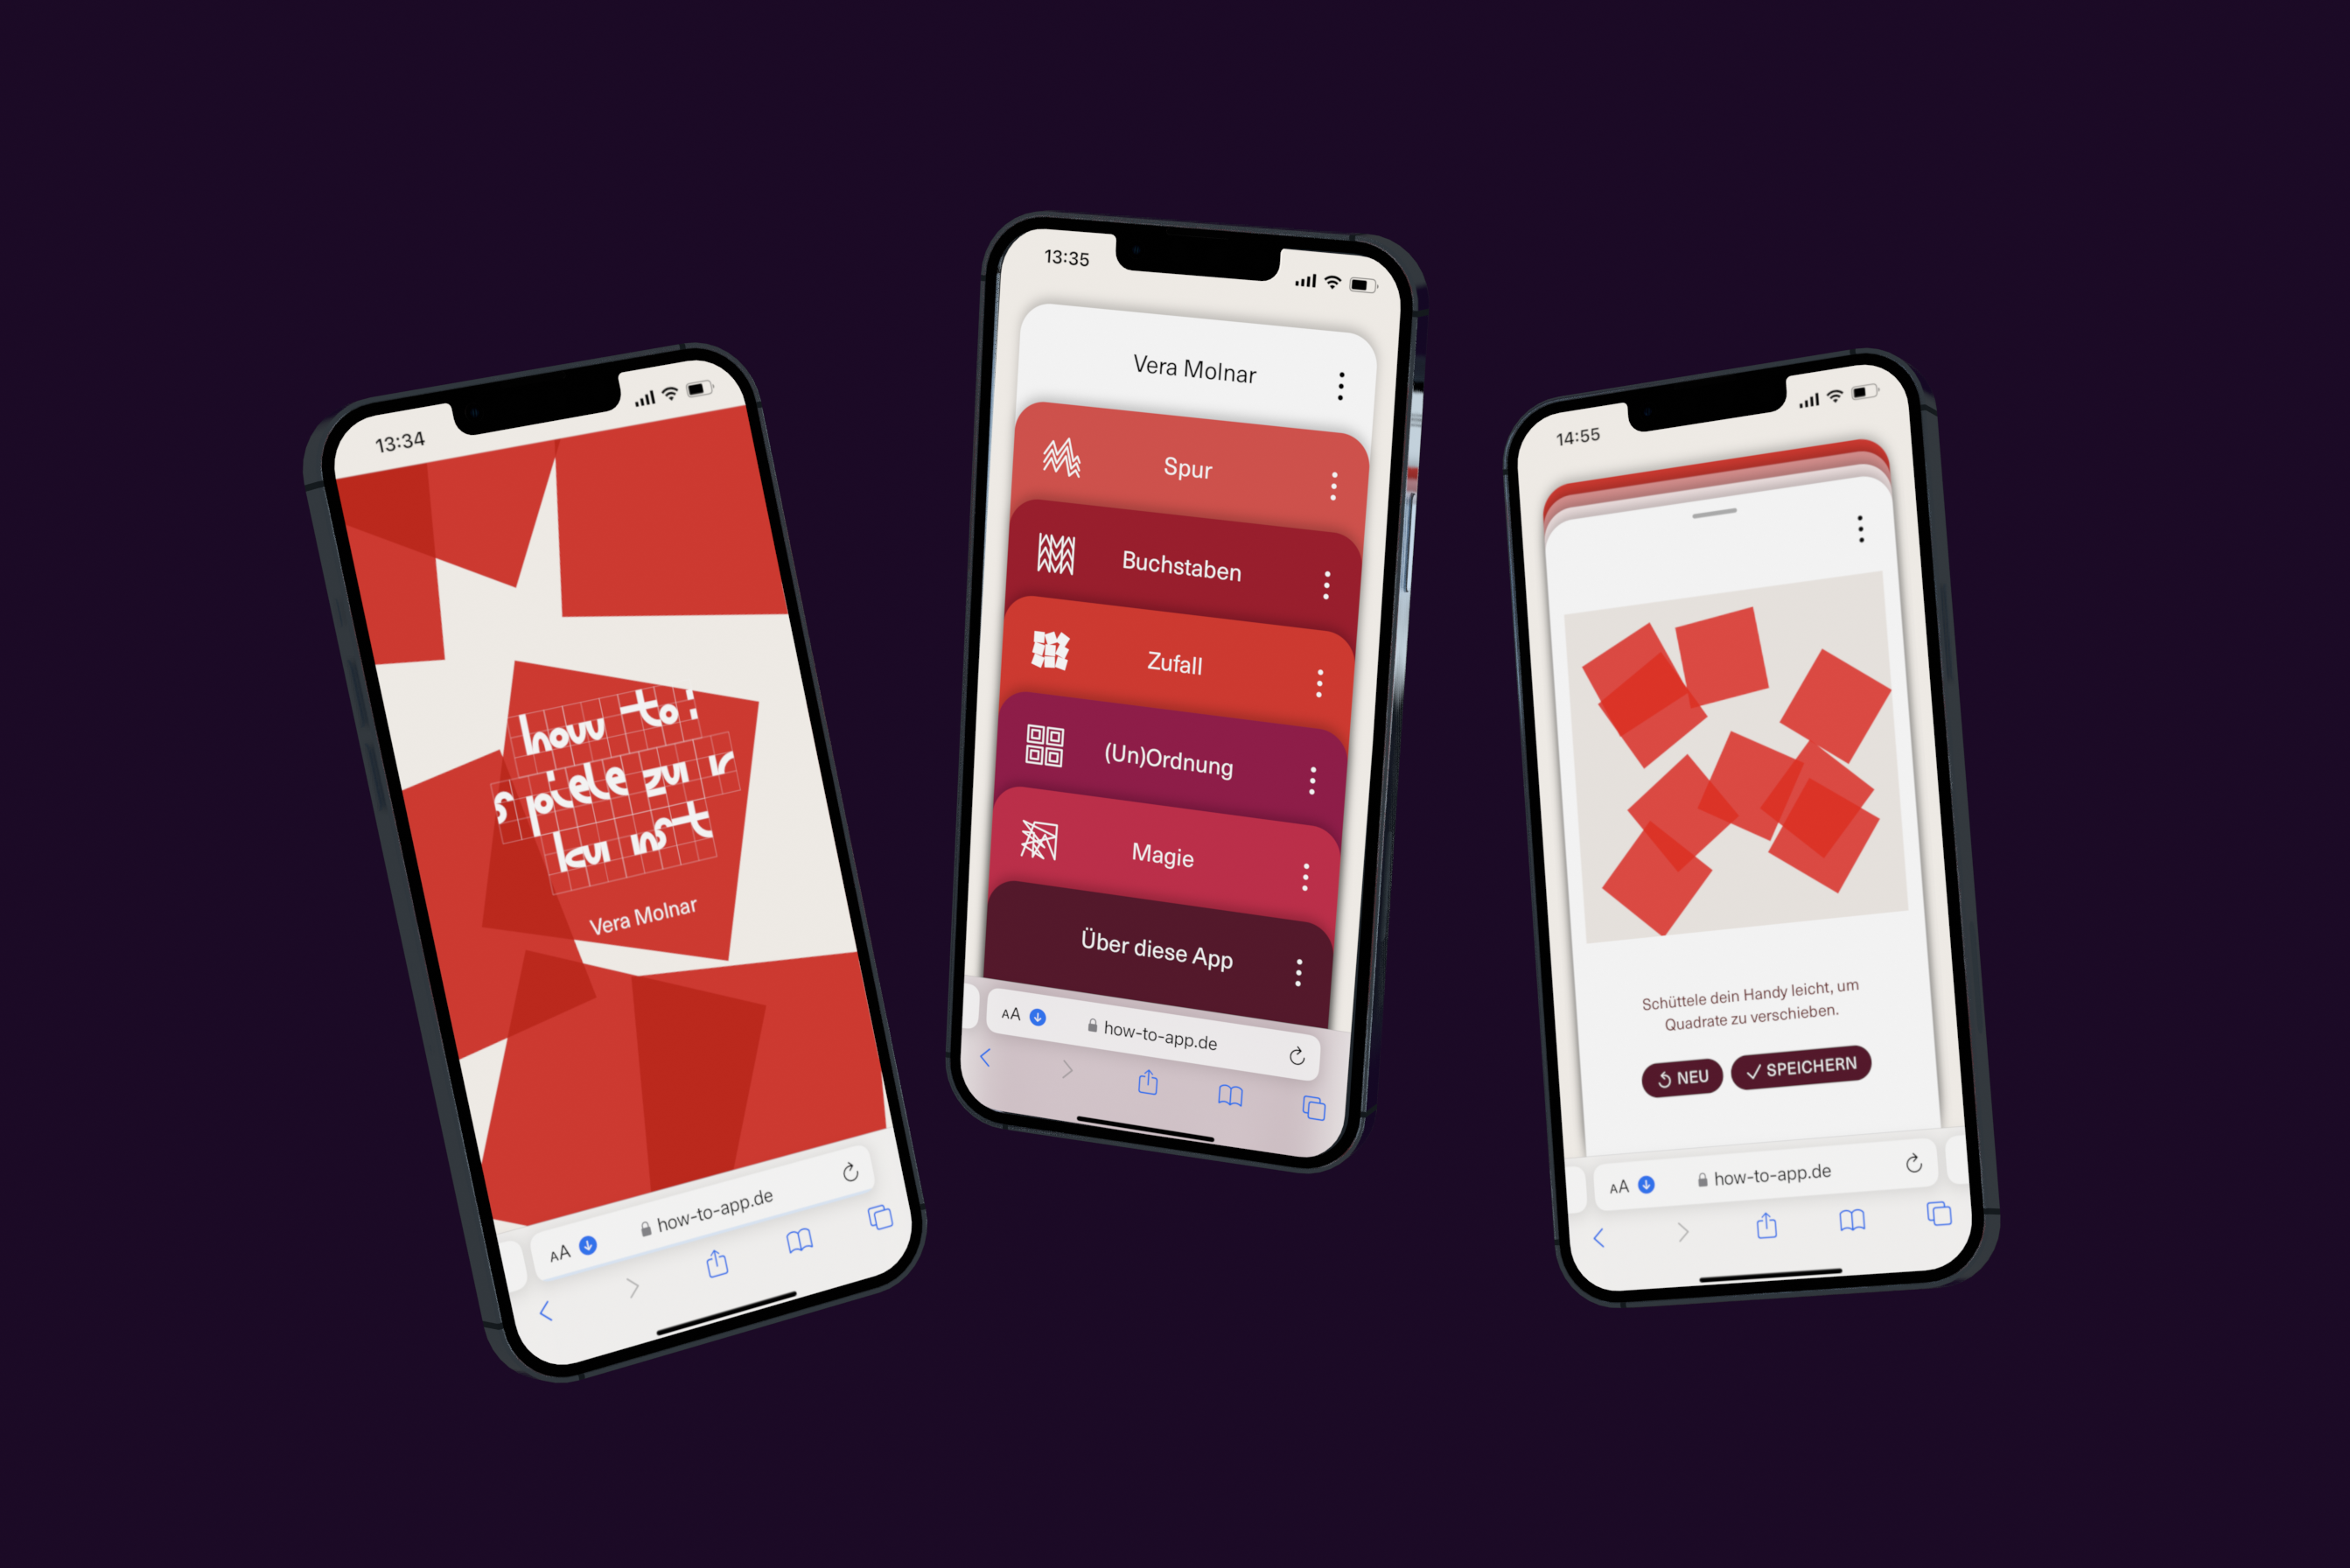 13:34
how to:
spiele zur
kunst
Vera Molnar
AA
how-to-app.de
13:35
Vera Molnar
Spur
Buchstaben
Zufall
(Un)Ordnung
Magie
Über diese App
AA
how-to-app.de
14:55
Schüttele dein Handy leicht, um
Quadrate zu verschieben.
NEU
SPEICHERN
AA
how-to-app.de